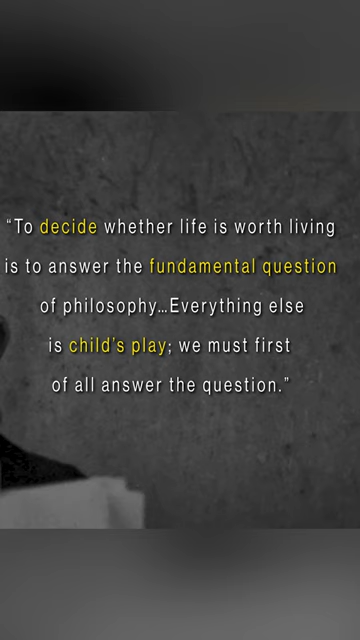 “To decide whether life is worth living
is to answer the fundamental question
of philosophy...Everything else
is child’s play; we must first
of all answer the question.”